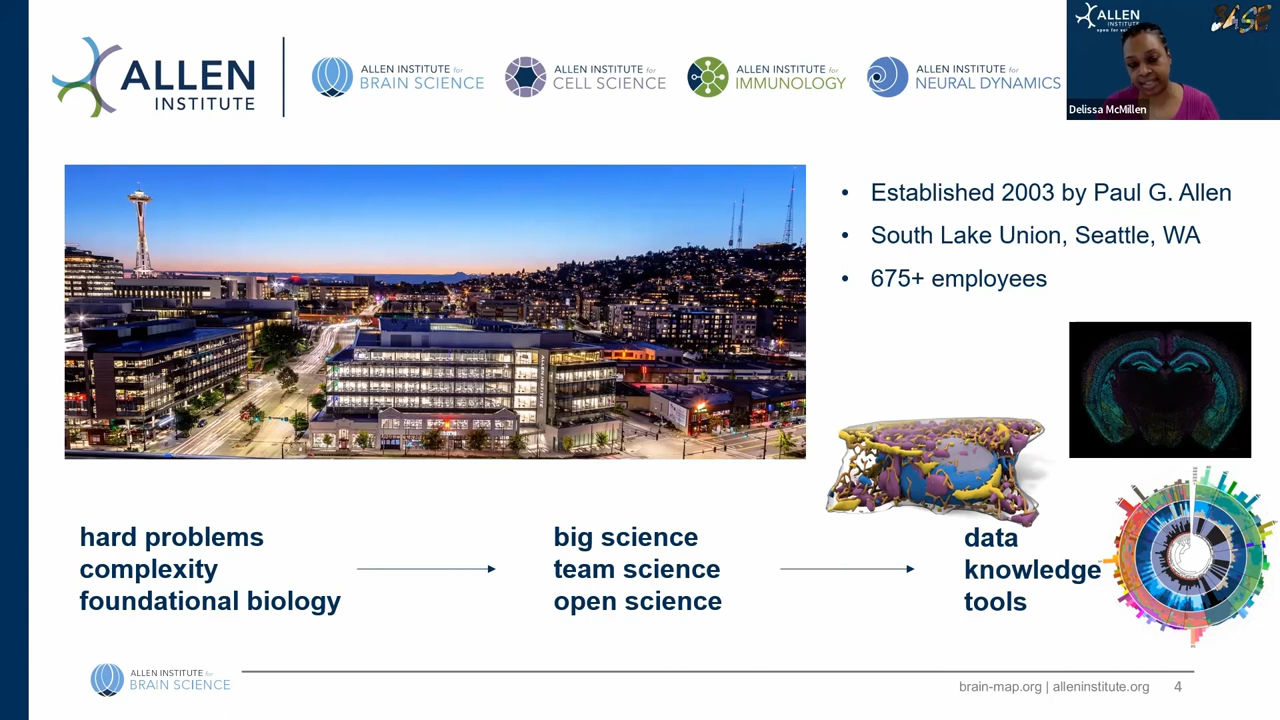 ALLEN
INSTITUTE
ALLEN INSTITUTE for
BRAIN SCIENCE
ALLEN INSTITUTE for
CELL SCIENCE
ALLEN INSTITUTE for
IMMUNOLOGY
ALLEN INSTITUTE for
NEURAL DYNAMICS
ALLEN
INSTITUTE
Delissa McMillen
• Established 2003 by Paul G. Allen
• South Lake Union, Seattle, WA
• 675+ employees
hard problems
complexity
foundational biology
big science
team science
open science
data
knowledge
tools
ALLEN INSTITUTE for
BRAIN SCIENCE
brain-map.org | alleninstitute.org 4